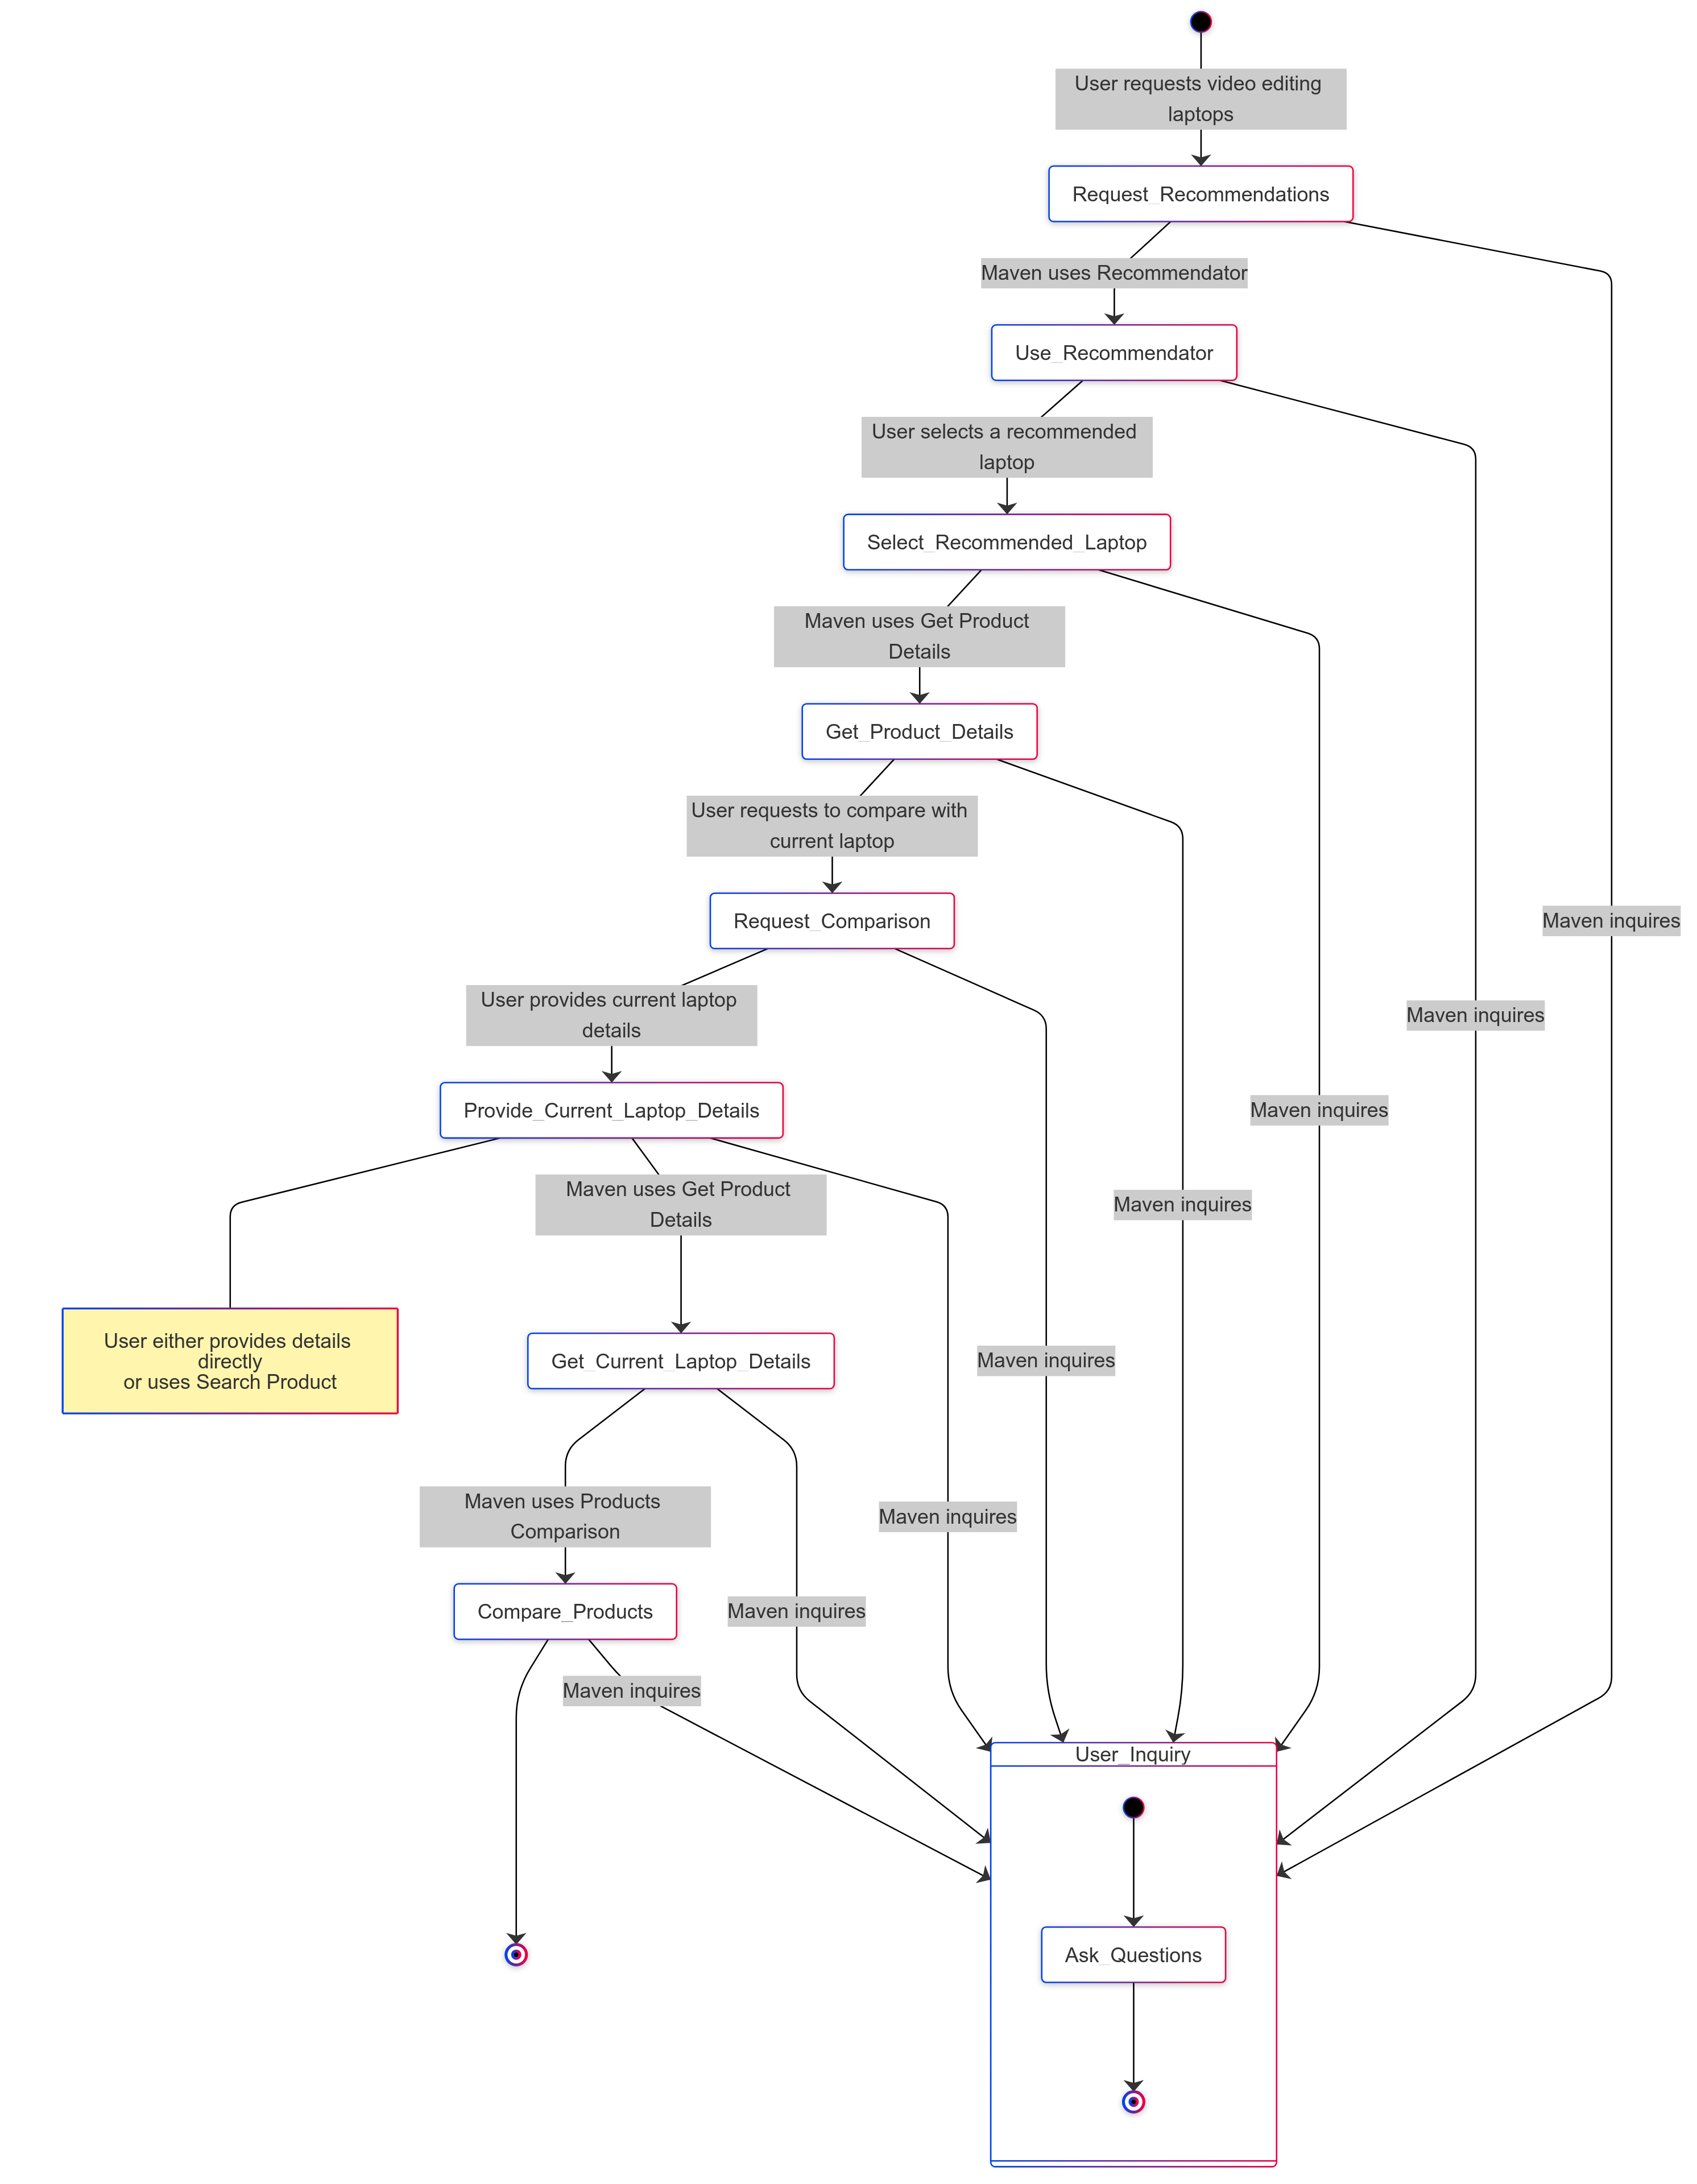 User requests video editing
laptops
Request_Recommendations
Maven uses Recommendator
Use_Recommendator
User selects a recommended
laptop
Select_Recommended_Laptop
Maven uses Get Product
Details
Get_Product_Details
User requests to compare with
current laptop
Request_Comparison
Maven inquires
User provides current laptop
details
Maven inquires
Provide_Current_Laptop_Details
Maven inquires
Maven uses Get Product
Details
Maven inquires
User either provides details
directly
or uses Search Product
Get_Current_Laptop_Details
Maven inquires
Maven uses Products
Comparison
Maven inquires
Compare_Products
Maven inquires
Maven inquires
User_Inquiry
Ask_Questions